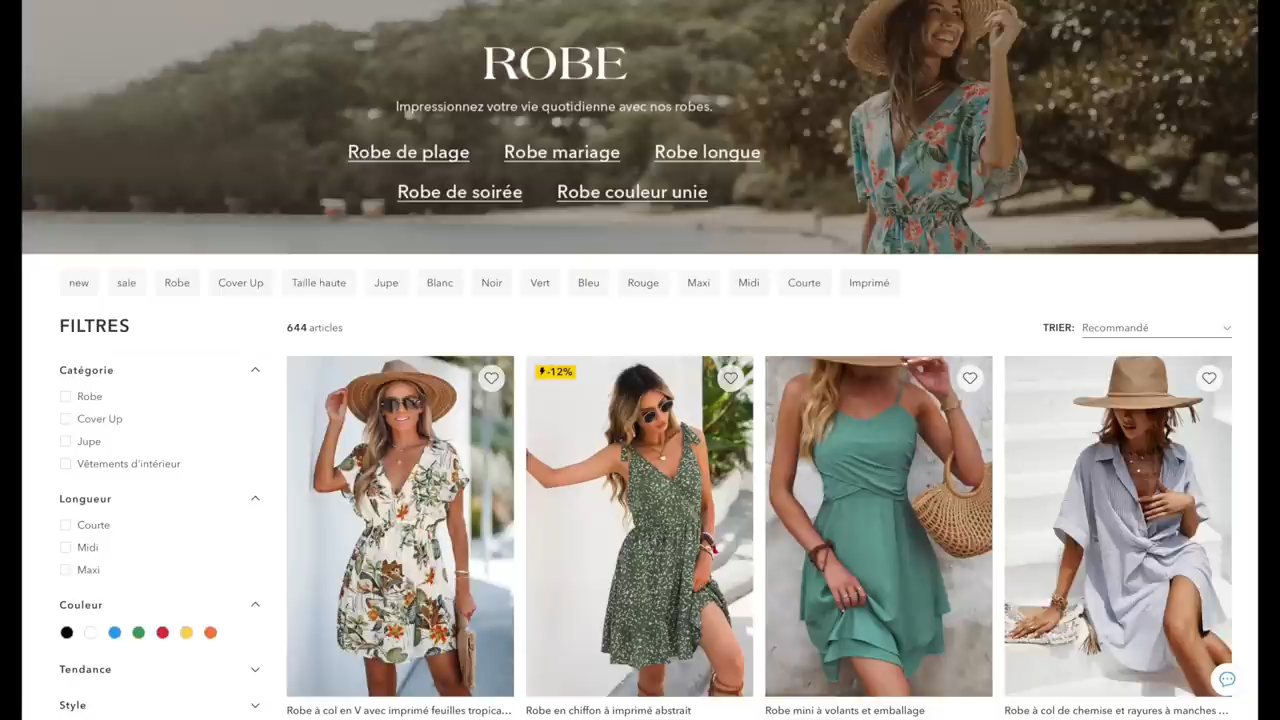 ROBE
Impressionnez votre vie quotidienne avec nos robes.
Robe de plage Robe mariage Robe longue
Robe de soirée Robe couleur unie
new sale Robe Cover Up Taille haute Jupe Blanc Noir Vert Bleu Rouge Maxi Midi Courte Imprimé
FILTRES
644 articles
TRIER: Recommandé
Catégorie
Robe
Cover Up
Jupe
Vêtements d'intérieur
Longueur
Courte
Midi
Maxi
Couleur
Tendance
Style
-12%
Robe à col en V avec imprimé feuilles tropica...
Robe en chiffon à imprimé abstrait
Robe mini à volants et emballage
Robe à col de chemise et rayures à manches ...